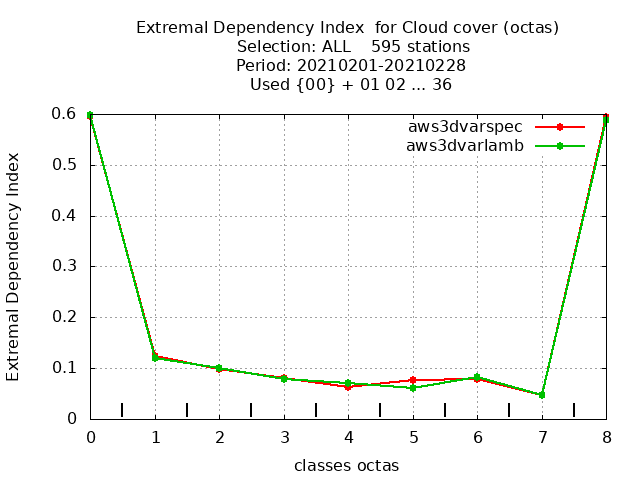 Extremal Dependency Index  for Cloud cover (octas)
Selection: ALL    595 stations
Period: 20210201-20210228
Used {00} + 01 02 ... 36
aws3dvarspec
aws3dvarlamb
Extremal Dependency Index
0.6
0.5
0.4
0.3
0.2
0.1
0
0 1 2 3 4 5 6 7 8
classes octas